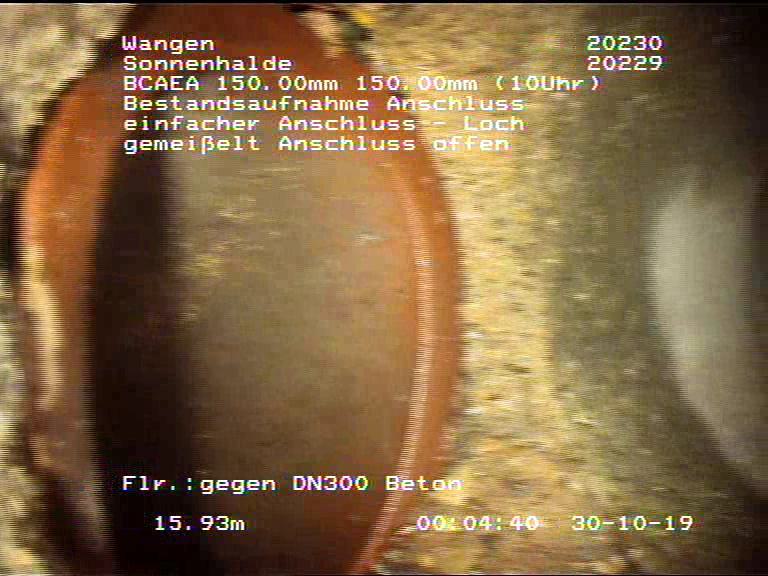 Wangen 20230
Sonnenhalde 20229
BCAEA 150.00mm 150.00mm (10Uhr)
Bestandsaufnahme Anschluss
einfacher Anschluss - Loch
gemeißelt Anschluss offen
Flr.:gegen DN300 Beton
15.93m 00:04:40 30-10-19